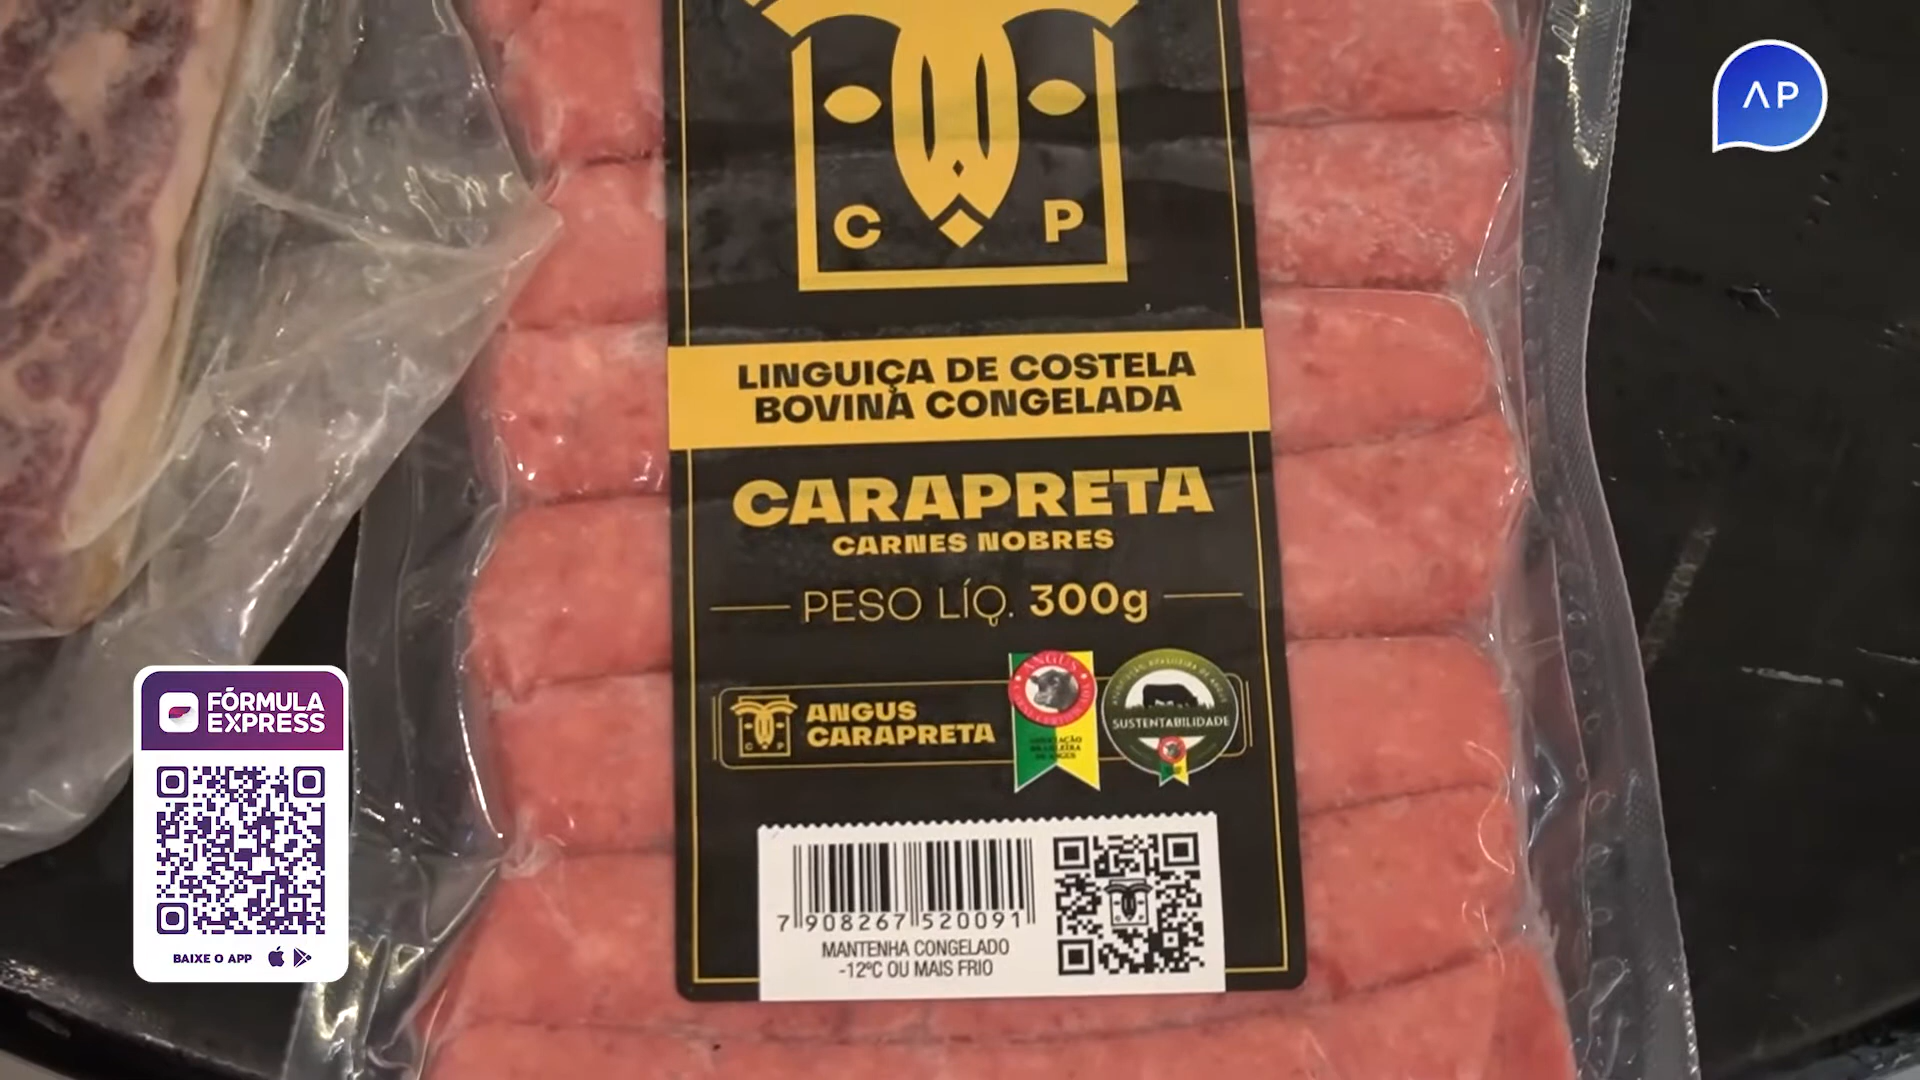 AP
C P
LINGUIÇA DE COSTELA
BOVINA CONGELADA
CARAPRETA
CARNES NOBRES
PESO LÍQ. 300g
ANGUS
CARAPRETA
ANGUS
SUSTENTABILIDADE
7 908267 520091
MANTENHA CONGELADO
-12ºC OU MAIS FRIO
FÓRMULA
EXPRESS
BAIXE O APP